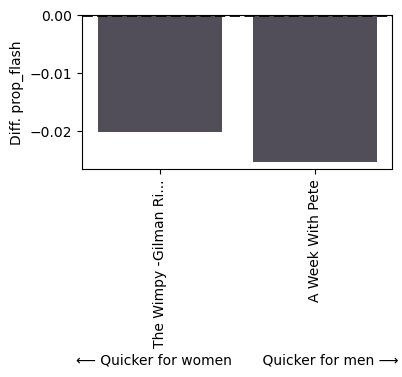 Diff. prop_flash
0.00
−0.01
−0.02
The Wimpy -Gilman Ri...
A Week With Pete
⟵ Quicker for women
Quicker for men ⟶